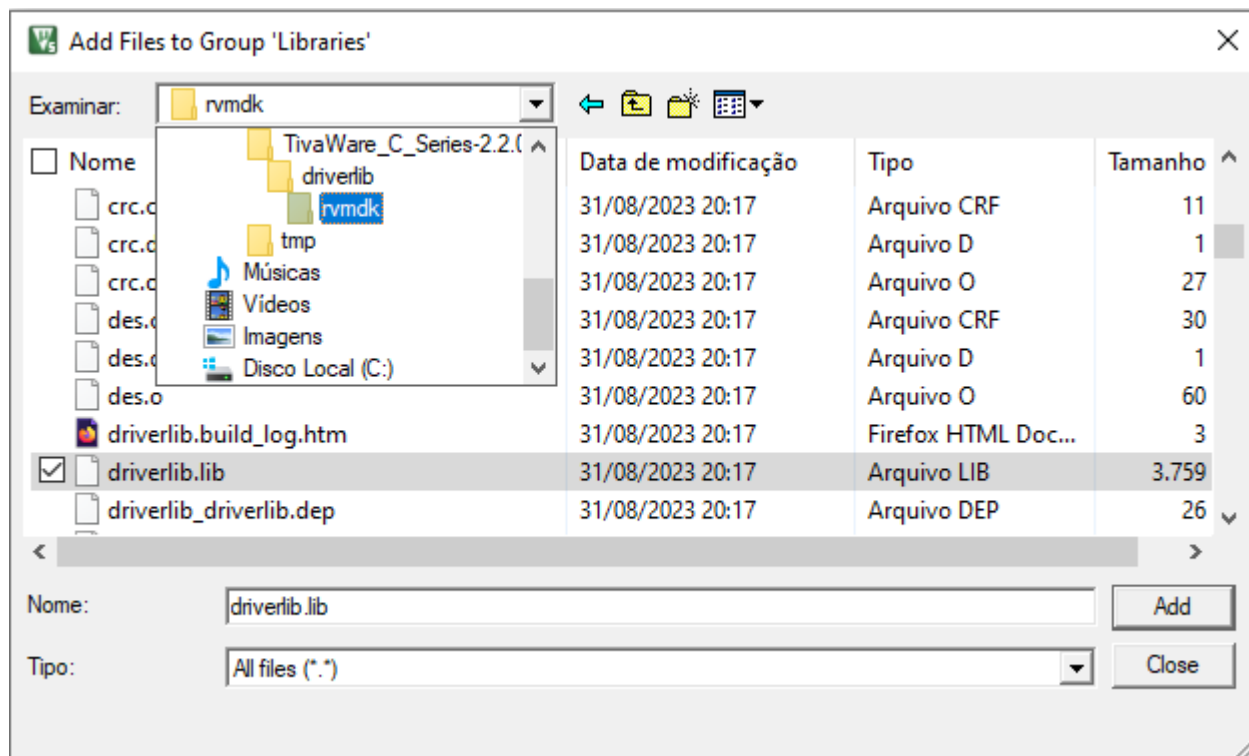 Add Files to Group 'Libraries'
Examinar: rvmdk
TivaWare_C_Series-2.2.0
driverlib
rvmdk
tmp
Músicas
Vídeos
Imagens
Disco Local (C:)
Nome Data de modificação Tipo Tamanho
crc.c 31/08/2023 20:17 Arquivo CRF 11
crc.d 31/08/2023 20:17 Arquivo D 1
crc.o 31/08/2023 20:17 Arquivo O 27
des.c 31/08/2023 20:17 Arquivo CRF 30
des.d 31/08/2023 20:17 Arquivo D 1
des.o 31/08/2023 20:17 Arquivo O 60
driverlib.build_log.htm 31/08/2023 20:17 Firefox HTML Doc... 3
driverlib.lib 31/08/2023 20:17 Arquivo LIB 3.759
driverlib_driverlib.dep 31/08/2023 20:17 Arquivo DEP 26
Nome: driverlib.lib Add
Tipo: All files (*.*) Close